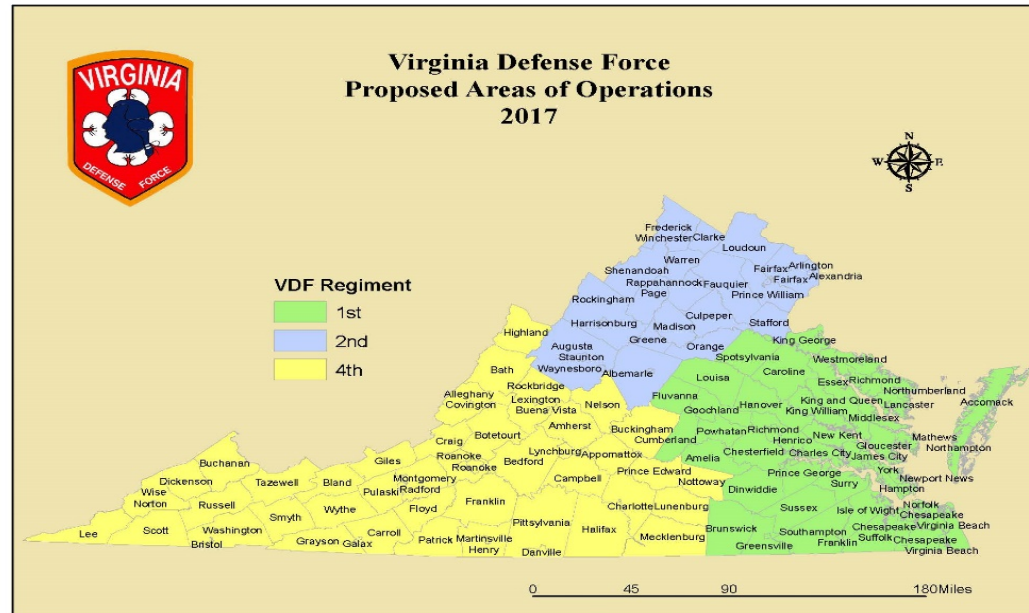 VIRGINIA
DEFENSE FORCE
Virginia Defense Force
Proposed Areas of Operations
2017
N
W E
S
VDF Regiment
1st
2nd
4th
Frederick
Winchester Clarke
Loudoun
Warren
Shenandoah
Fairfax Arlington
Rappahannock
Fauquier
Fairfax Alexandria
Page
Prince William
Rockingham
Culpeper
Harrisonburg
Madison
Stafford
Highland
Greene
Orange
King George
Augusta
Spotsylvania
Staunton
Westmoreland
Bath
Waynesboro
Albemarle
Louisa
Caroline
Essex Richmond
Rockbridge
Northumberland
Alleghany
Lexington
Nelson
Fluvanna
Accomack
Covington
Buena Vista
Goochland
Hanover
King and Queen
Lancaster
King William
Middlesex
Amherst
Buckingham
Powhatan
Richmond
Craig
Botetourt
Cumberland
Henrico
New Kent
Mathews
Roanoke
Lynchburg
Appomattox
Gloucester
Northampton
Giles
Roanoke
Bedford
Amelia
Chesterfield
Charles City
James City
Buchanan
Montgomery
Campbell
Prince Edward
Prince George
York
Newport News
Dickenson
Tazewell
Bland
Radford
Nottoway
Dinwiddie
Surry
Hampton
Wise
Pulaski
Franklin
Norton
Russell
Wythe
Floyd
Charlotte
Lunenburg
Sussex
Isle of Wight
Norfolk
Smyth
Chesapeake
Scott
Washington
Carroll
Pittsylvania
Brunswick
Southampton
Chesapeake
Virginia Beach
Lee
Bristol
Grayson
Galax
Patrick
Martinsville
Halifax
Mecklenburg
Greensville
Franklin
Suffolk
Chesapeake
Henry
Danville
Virginia Beach
0 45 90 180 Miles